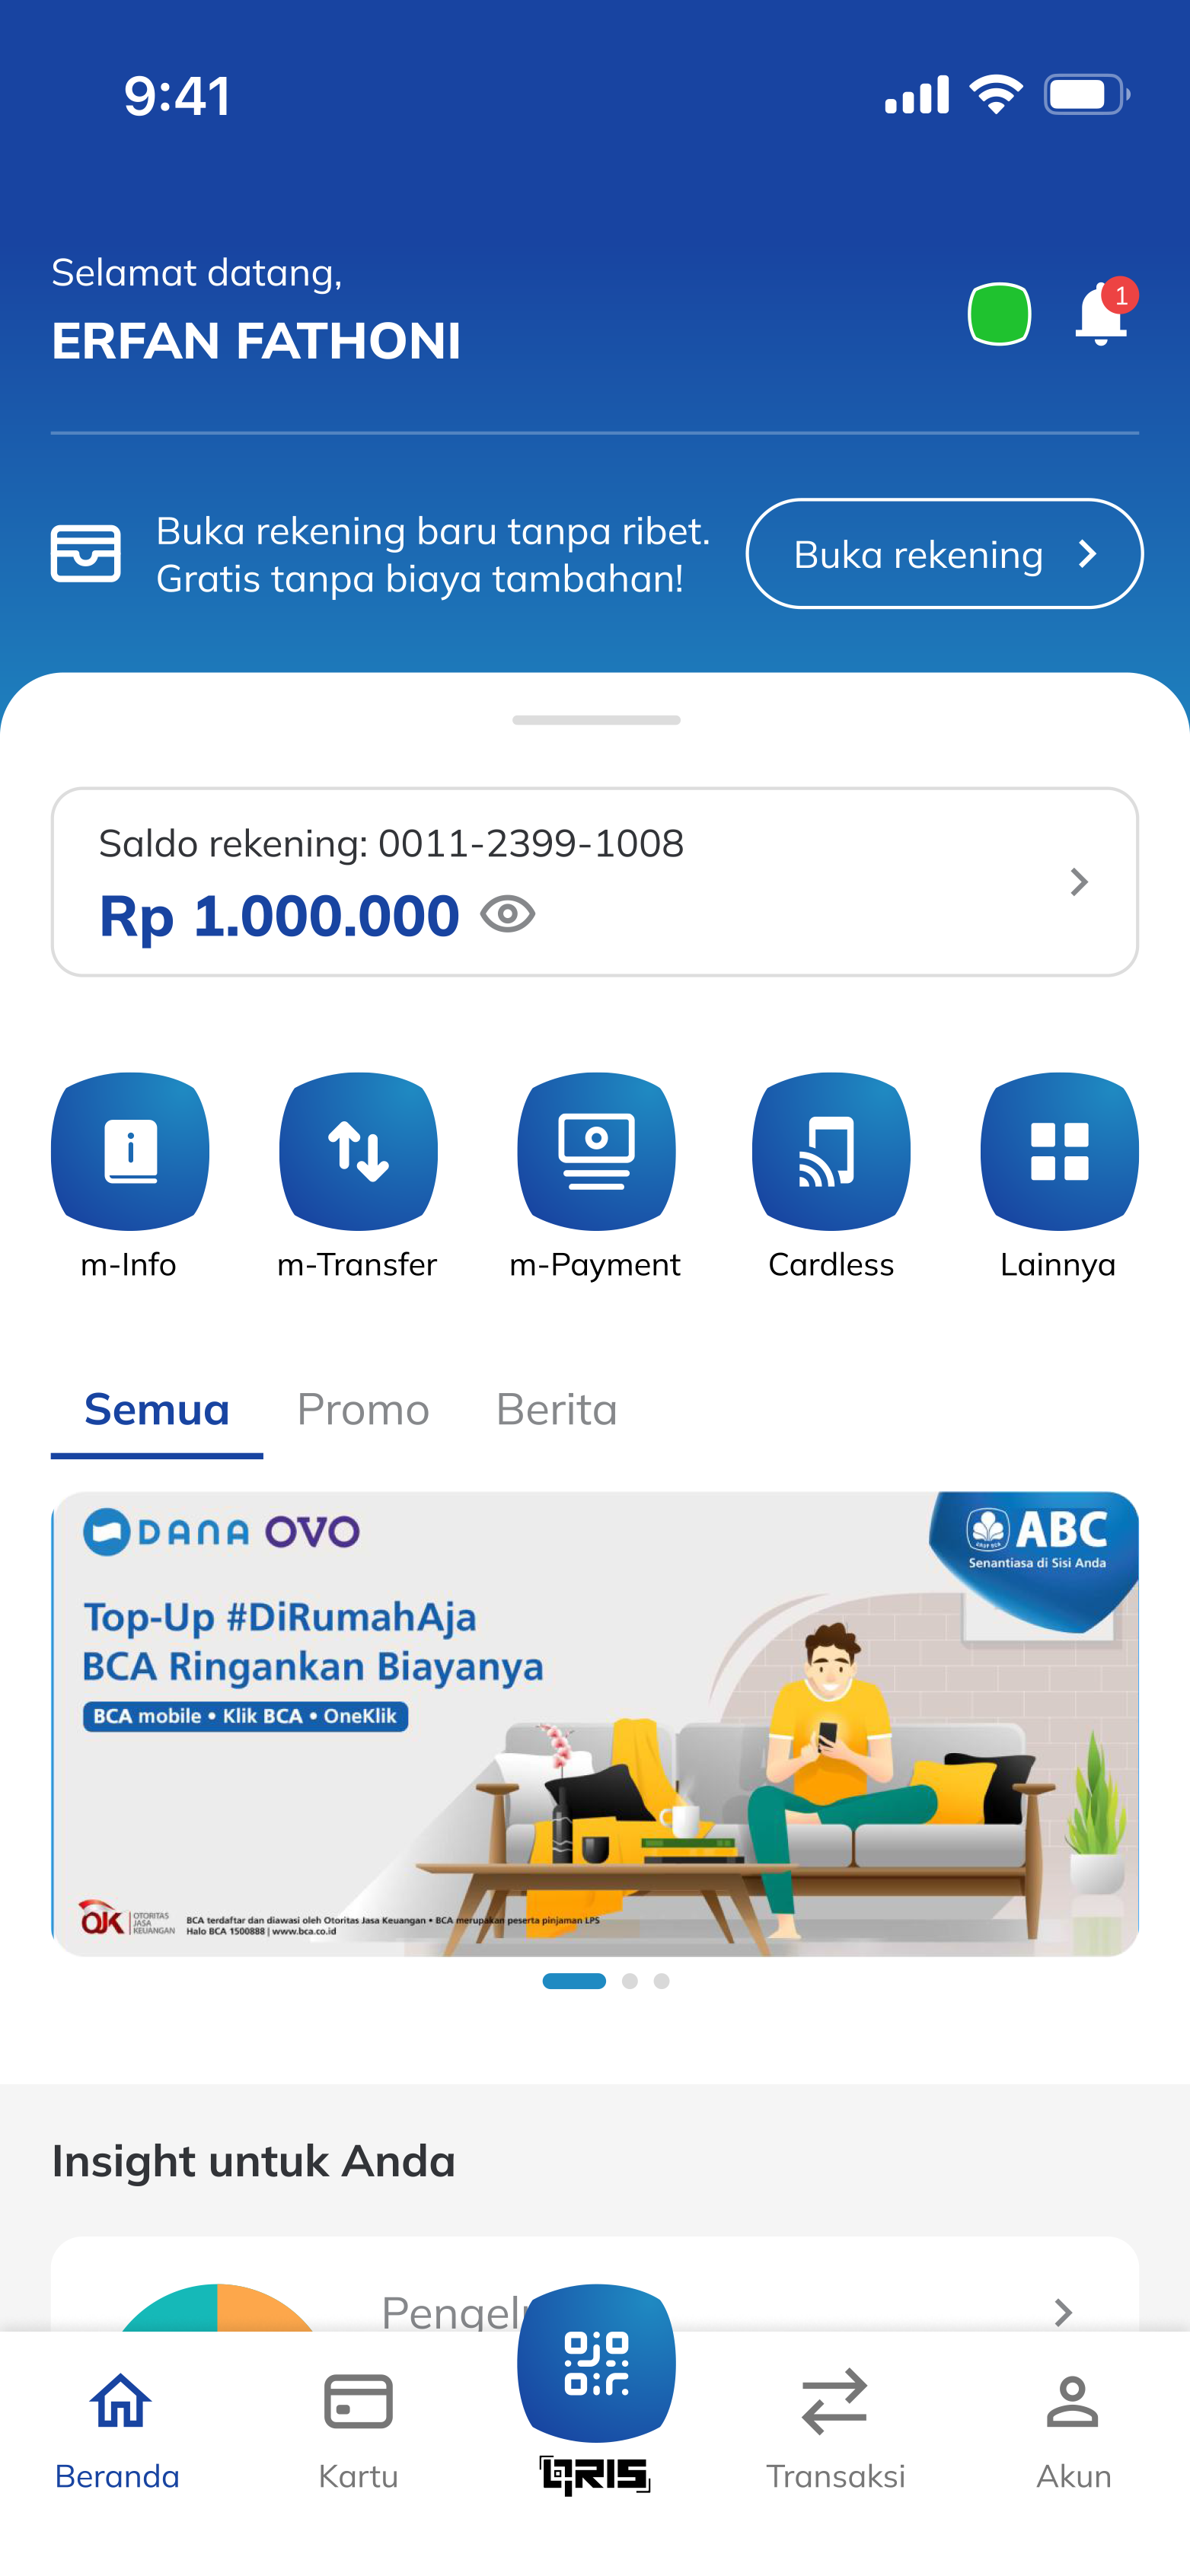 9:41
Selamat datang,
ERFAN FATHONI
1
Buka rekening baru tanpa ribet.
Gratis tanpa biaya tambahan!
Buka rekening
Saldo rekening: 0011-2399-1008
Rp 1.000.000
m-Info
m-Transfer
m-Payment
Cardless
Lainnya
Semua
Promo
Berita
DANA OVO
ABC
Senantiasa di Sisi Anda
Top-Up #DiRumahAja
BCA Ringankan Biayanya
BCA mobile • Klik BCA • OneKlik
OJK
OTORITAS
JASA
KEUANGAN
BCA terdaftar dan diawasi oleh Otoritas Jasa Keuangan • BCA merupakan peserta pinjaman LPS
Halo BCA 1500888 | www.bca.co.id
Insight untuk Anda
Beranda
Kartu
QRIS
Transaksi
Akun